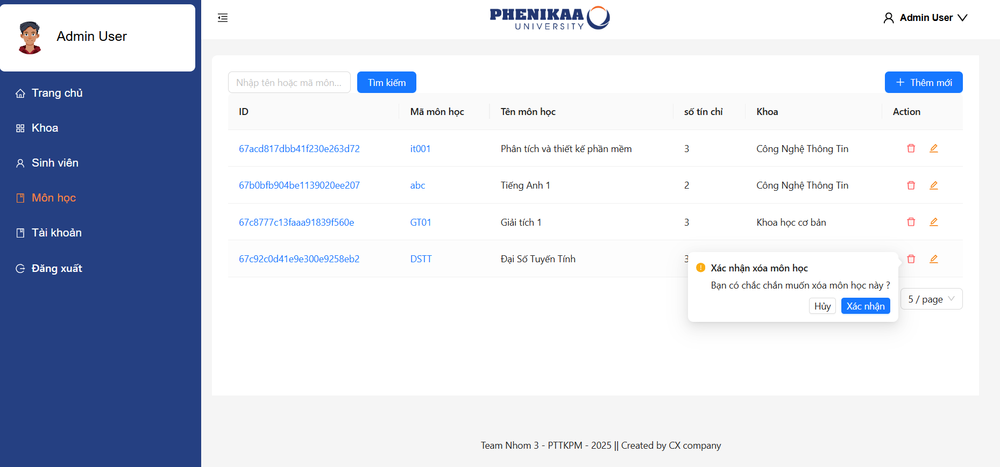 Admin User
PHENIKAA
UNIVERSITY
Admin User
Trang chủ
Khoa
Sinh viên
Môn học
Tài khoản
Đăng xuất
Nhập tên hoặc mã môn...
Tìm kiếm
Thêm mới
ID Mã môn học Tên môn học số tín chỉ Khoa Action
67acd817dbb41f230e263d72 it001 Phân tích và thiết kế phần mềm 3 Công Nghệ Thông Tin
67b0bfb904be1139020ee207 abc Tiếng Anh 1 2 Công Nghệ Thông Tin
67c8777c13faaa91839f560e GT01 Giải tích 1 3 Khoa học cơ bản
67c92c0d41e9e300e9258eb2 DSTT Đại Số Tuyến Tính 3
Xác nhận xóa môn học
Bạn có chắc chắn muốn xóa môn học này ?
Hủy Xác nhận
5 / page
Team Nhom 3 - PTTKPM - 2025 || Created by CX company